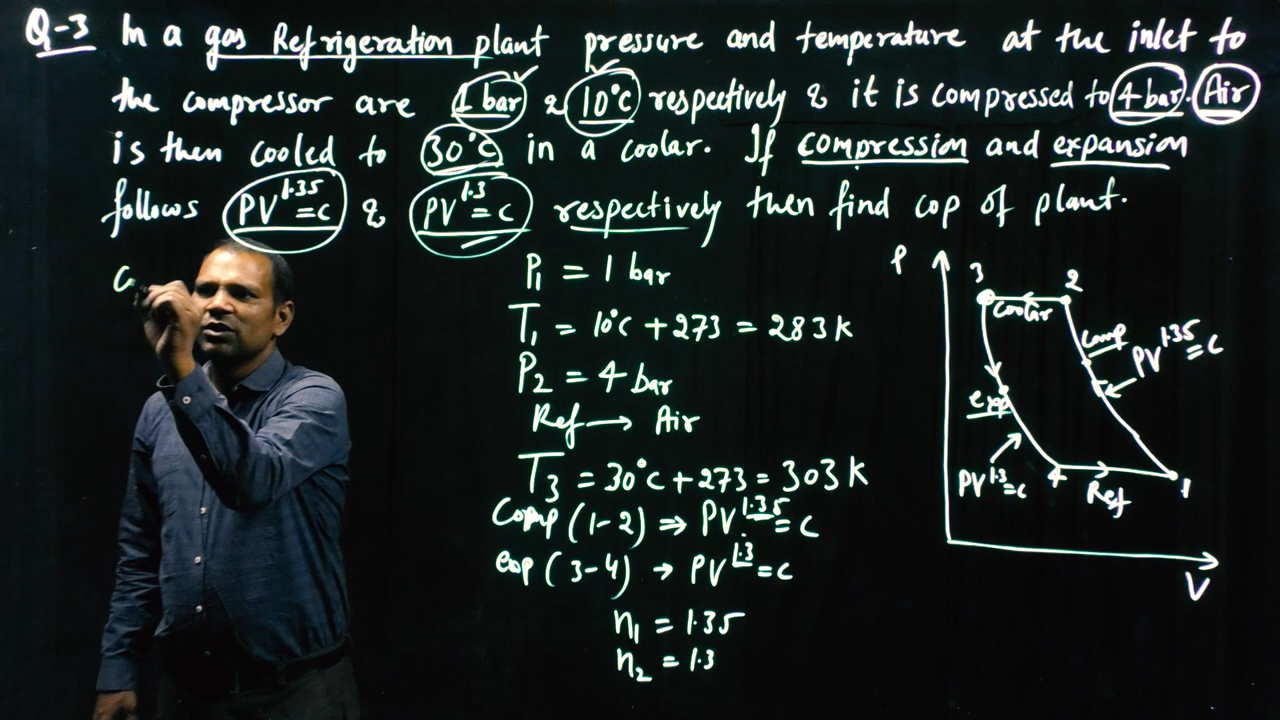 Q-3 In a gas Refrigeration plant pressure and temperature at the inlet to
the compressor are 1 bar & 10°C respectively & it is compressed to 4 bar. Air
is then cooled to 30°C in a coolar. If compression and expansion
follows PV^1.35=C & PV^1.3=C respectively then find cop of plant.
C
P₁ = 1 bar
T₁ = 10°C + 273 = 283 K
P₂ = 4 bar
Ref → Air
T₃ = 30°C + 273 = 303 K
Comp (1-2) ⇒ PV^1.35 = C
exp (3-4) → PV^1.3 = C
n₁ = 1.35
n₂ = 1.3
P
3 2
Coolar
Comp
PV^1.35=C
exp
PV^1.3=C
4 Ref 1
V